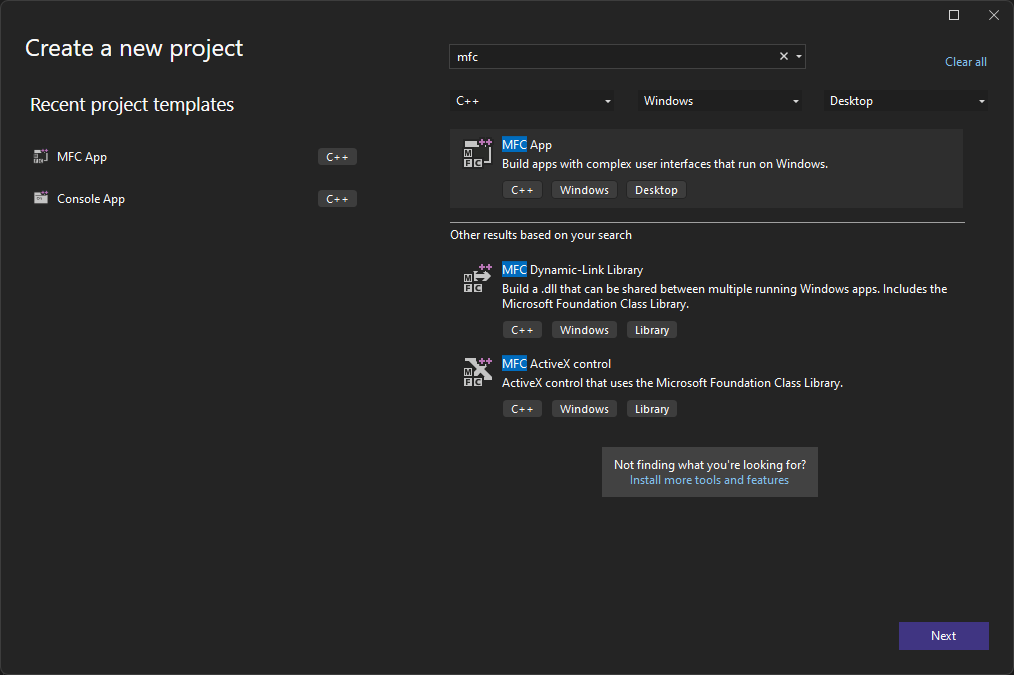 Create a new project
mfc
Clear all
Recent project templates
MFC App C++
Console App C++
C++ Windows Desktop
MFC App
Build apps with complex user interfaces that run on Windows.
C++ Windows Desktop
Other results based on your search
MFC Dynamic-Link Library
Build a .dll that can be shared between multiple running Windows apps. Includes the
Microsoft Foundation Class Library.
C++ Windows Library
MFC ActiveX control
ActiveX control that uses the Microsoft Foundation Class Library.
C++ Windows Library
Not finding what you're looking for?
Install more tools and features
Next